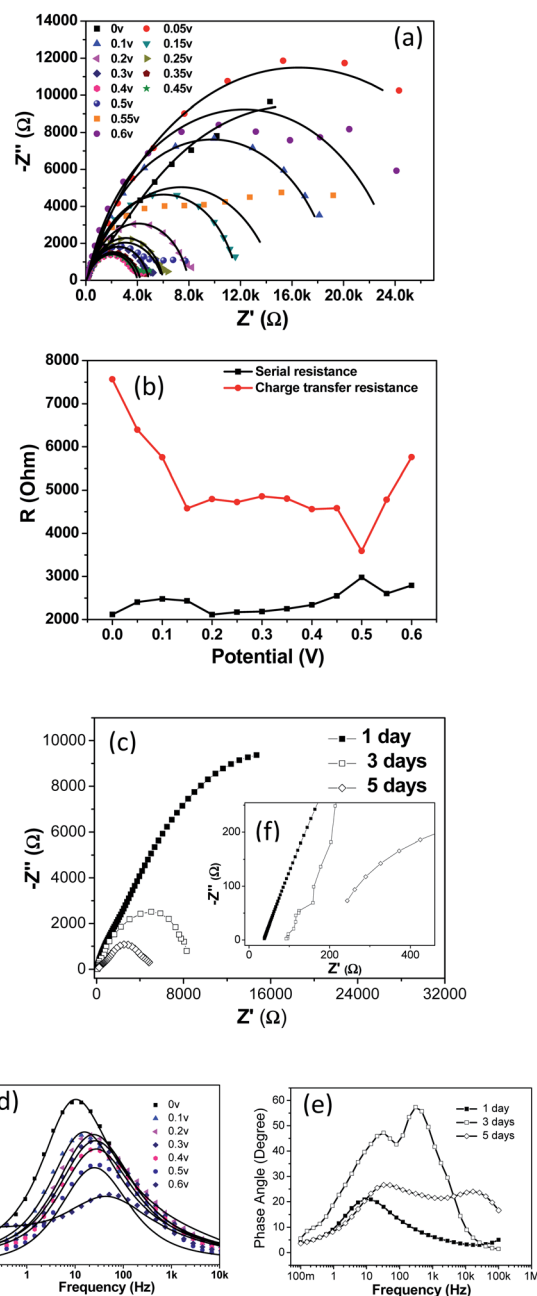 14000
12000
10000
8000
6000
4000
2000
0
-Z'' (Ω)
0v 0.05v
0.1v 0.15v
0.2v 0.25v
0.3v 0.35v
0.4v 0.45v
0.5v
0.55v
0.6v
(a)
0.0 4.0k 8.0k 12.0k 16.0k 20.0k 24.0k
Z' (Ω)
8000
7000
6000
5000
4000
3000
2000
R (Ohm)
(b)
Serial resistance
Charge transfer resistance
0.0 0.1 0.2 0.3 0.4 0.5 0.6
Potential (V)
10000
8000
6000
4000
2000
0
-Z'' (Ω)
(c)
1 day
3 days
5 days
(f)
200
100
0
-Z'' (Ω)
0 200 400
Z' (Ω)
0 8000 16000 24000 32000
Z' (Ω)
d)
0v
0.1v
0.2v
0.3v
0.4v
0.5v
0.6v
1 10 100 1k 10k
Frequency (Hz)
(e)
60
50
40
30
20
10
0
Phase Angle (Degree)
1 day
3 days
5 days
100m 1 10 100 1k 10k 100k 1M
Frequency (Hz)